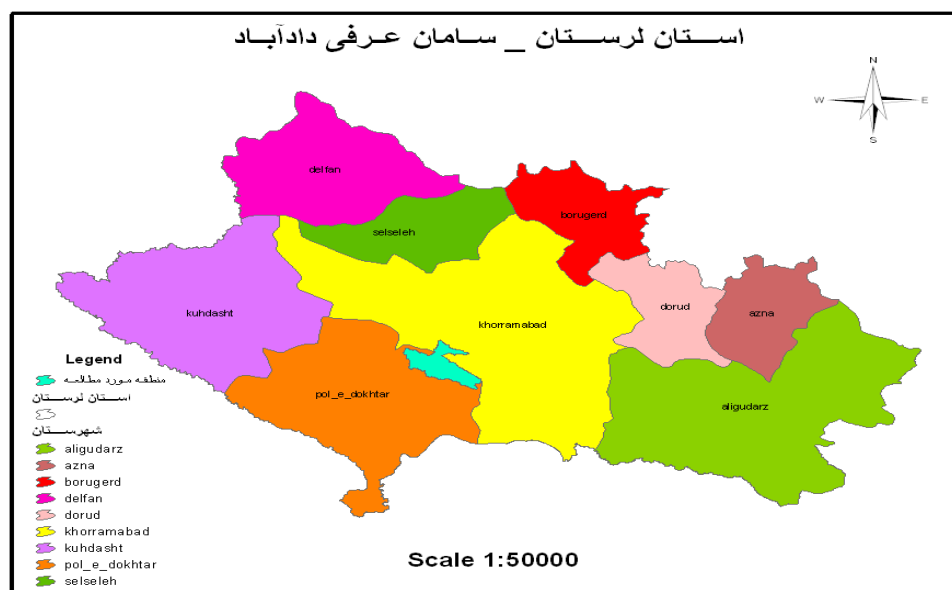 استان لرستان _ سامان عرفی دادآباد
N
W E
S
delfan
borugerd
selseleh
kuhdasht
khorramabad
dorud
azna
pol_e_dokhtar
aligudarz
Legend
منطقه مورد مطالعه
استان لرستان
شهرستان
aligudarz
azna
borugerd
delfan
dorud
khorramabad
kuhdasht
pol_e_dokhtar
selseleh
Scale 1:50000